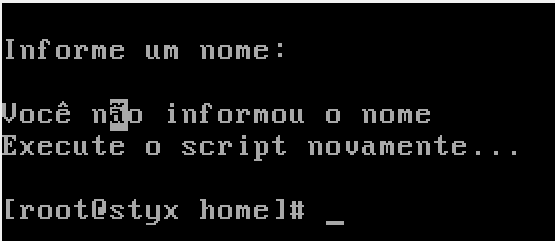 Informe um nome:
Você não informou o nome
Execute o script novamente...
[root@styx home]# _